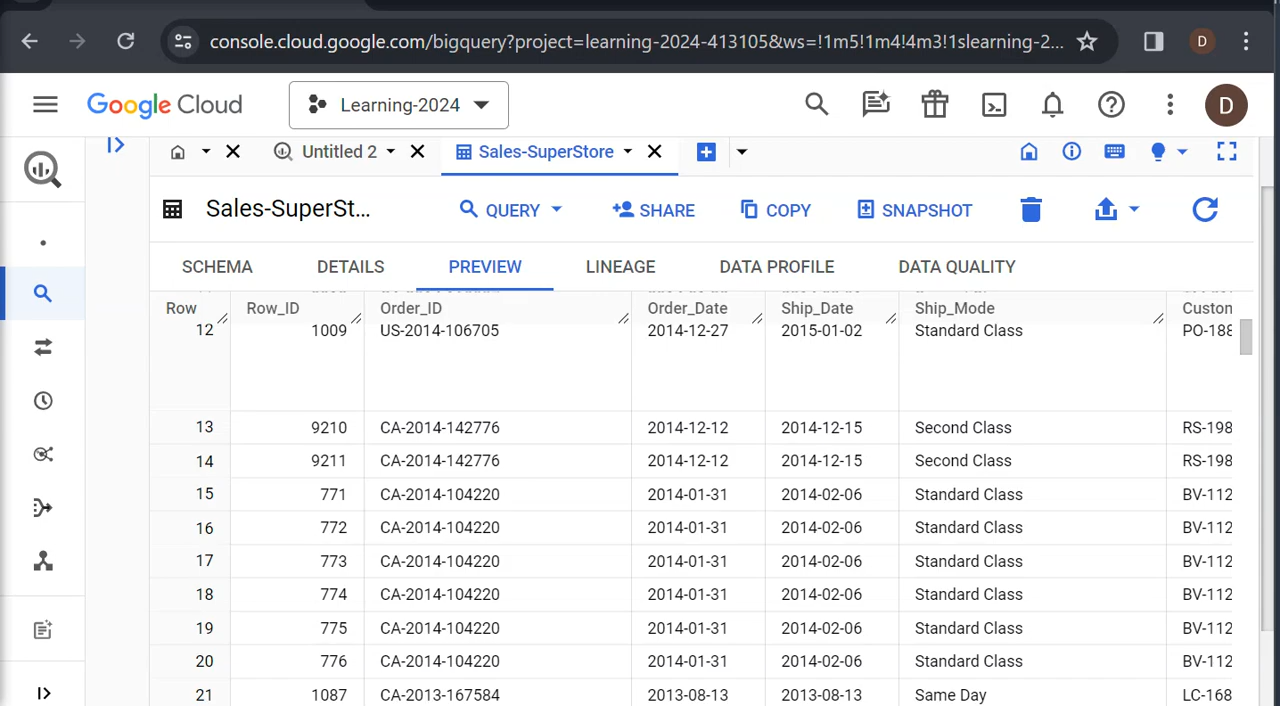 console.cloud.google.com/bigquery?project=learning-2024-413105&ws=!1m5!1m4!4m3!1slearning-2... D
Google Cloud Learning-2024 D
Untitled 2 Sales-SuperStore
Sales-SuperSt... QUERY SHARE COPY SNAPSHOT
SCHEMA DETAILS PREVIEW LINEAGE DATA PROFILE DATA QUALITY
Row Row_ID Order_ID Order_Date Ship_Date Ship_Mode Custon
12 1009 US-2014-106705 2014-12-27 2015-01-02 Standard Class PO-188
13 9210 CA-2014-142776 2014-12-12 2014-12-15 Second Class RS-198
14 9211 CA-2014-142776 2014-12-12 2014-12-15 Second Class RS-198
15 771 CA-2014-104220 2014-01-31 2014-02-06 Standard Class BV-112
16 772 CA-2014-104220 2014-01-31 2014-02-06 Standard Class BV-112
17 773 CA-2014-104220 2014-01-31 2014-02-06 Standard Class BV-112
18 774 CA-2014-104220 2014-01-31 2014-02-06 Standard Class BV-112
19 775 CA-2014-104220 2014-01-31 2014-02-06 Standard Class BV-112
20 776 CA-2014-104220 2014-01-31 2014-02-06 Standard Class BV-112
21 1087 CA-2013-167584 2013-08-13 2013-08-13 Same Day LC-168